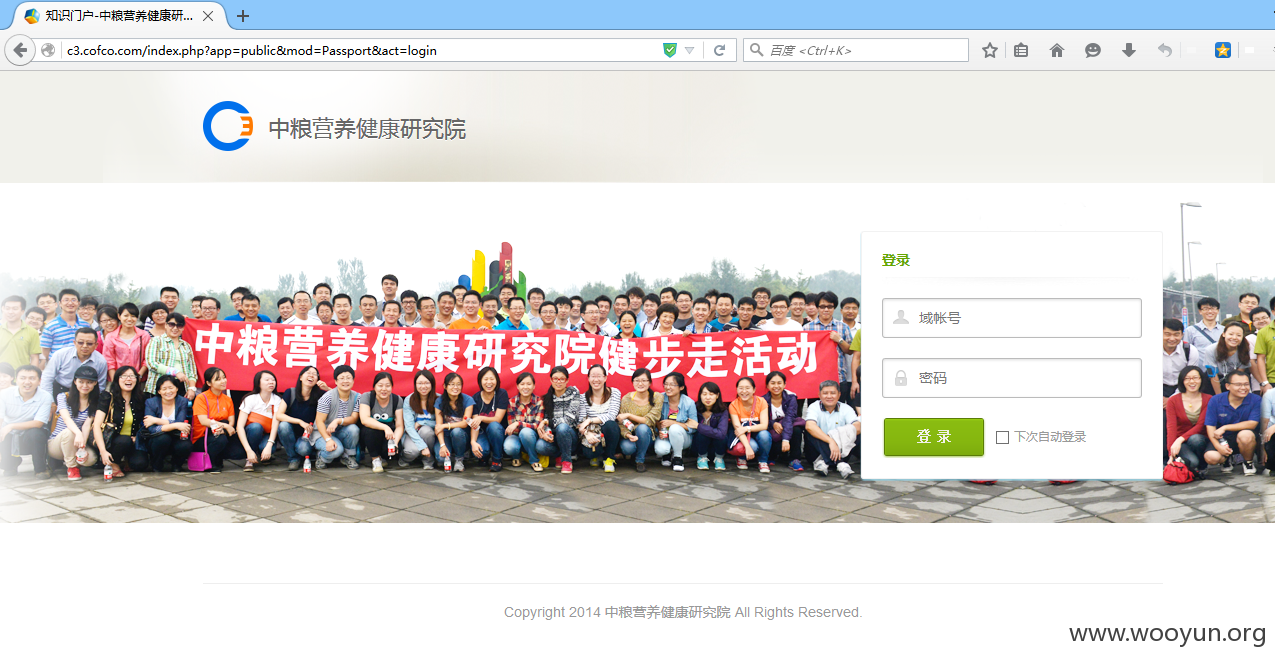 知识门户-中粮营养健康研...
c3.cofco.com/index.php?app=public&mod=Passport&act=login
百度 <Ctrl+K>
中粮营养健康研究院
登录
域帐号
中粮营养健康研究院健步走活动
密码
登 录
下次自动登录
Copyright 2014 中粮营养健康研究院 All Rights Reserved.
www.wooyun.org